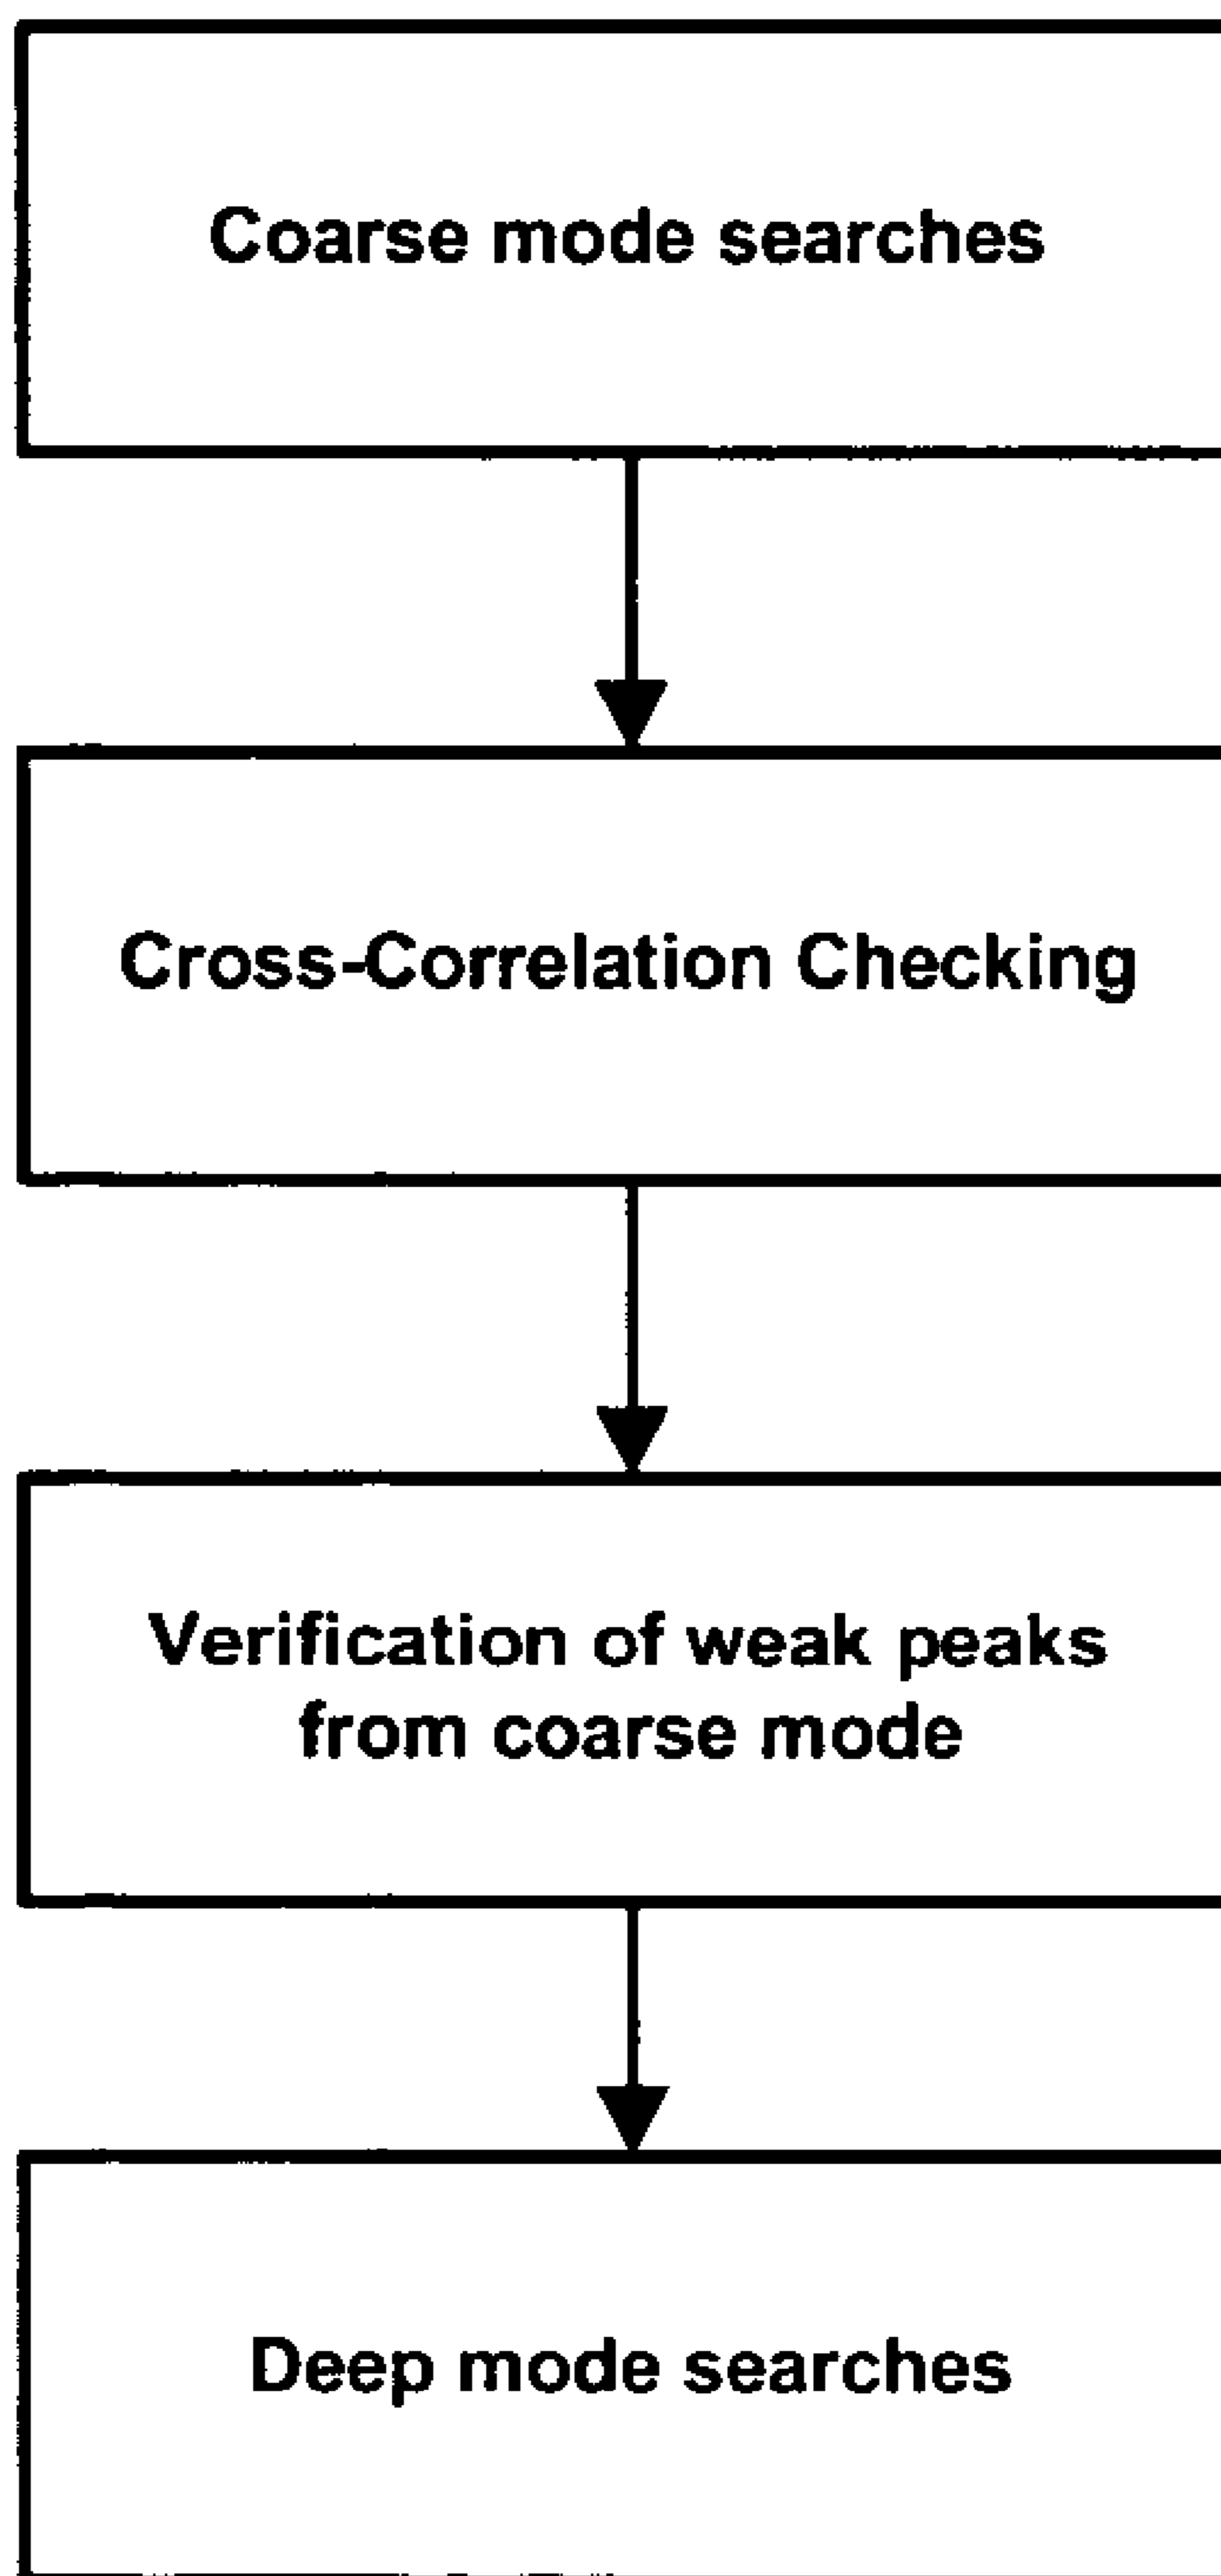 Coarse mode searches
Cross-Correlation Checking
Verification of weak peaks
from coarse mode
Deep mode searches